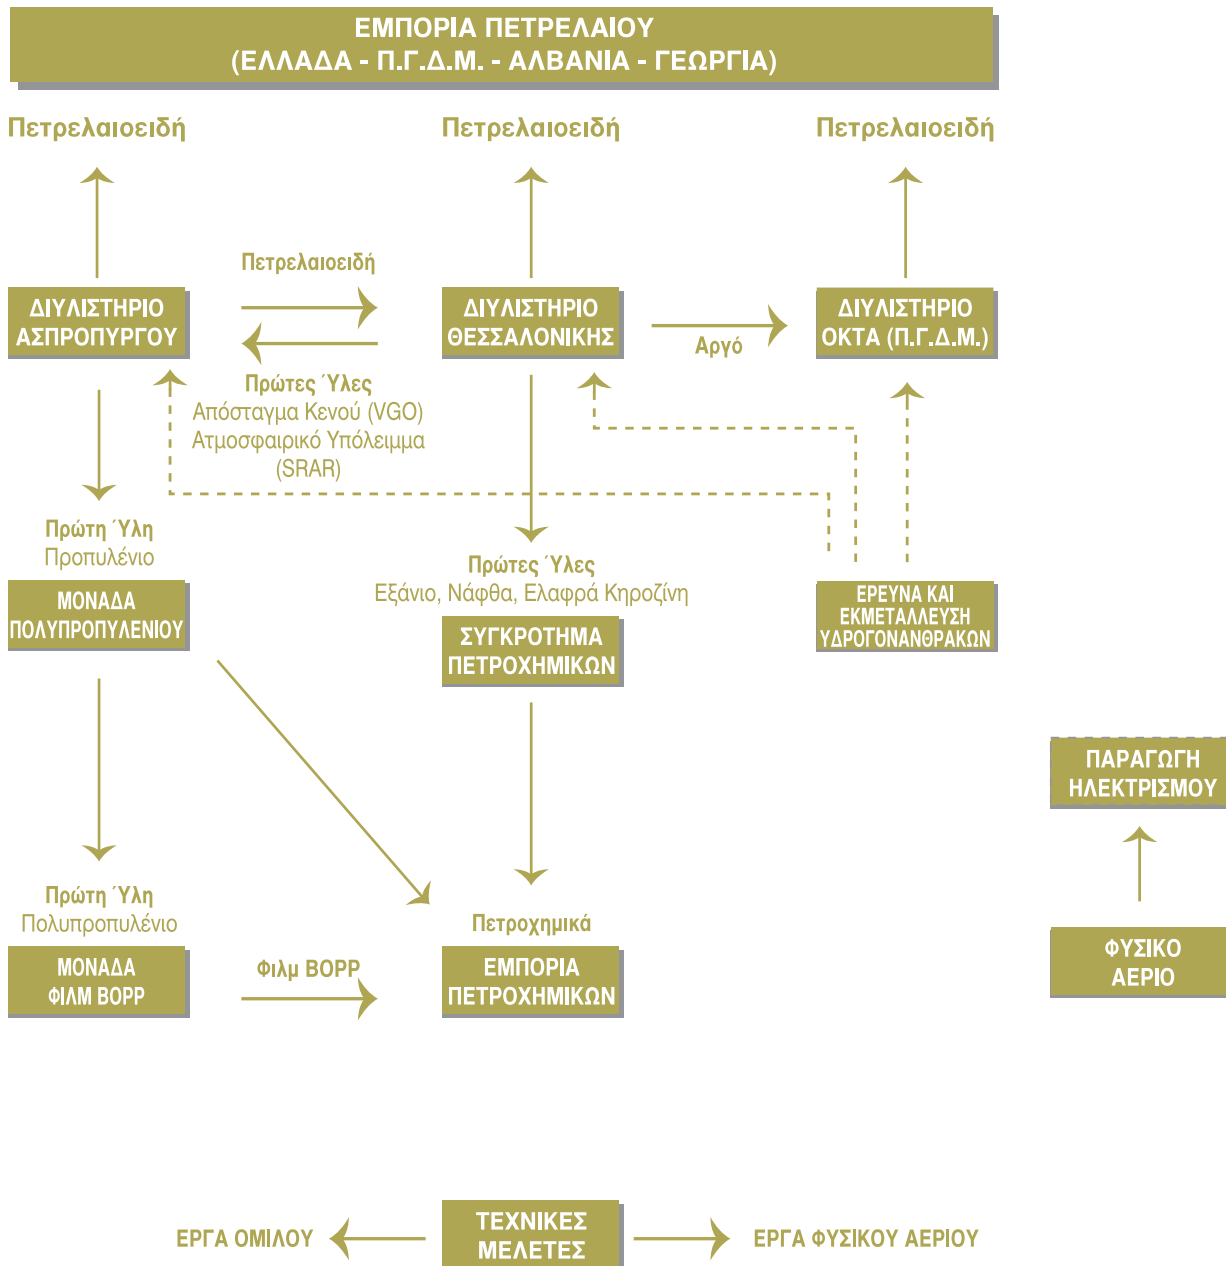 ΕΜΠΟΡΙΑ ΠΕΤΡΕΛΑΙΟΥ
(ΕΛΛΑΔΑ - Π.Γ.Δ.Μ. - ΑΛΒΑΝΙΑ - ΓΕΩΡΓΙΑ)
Πετρελαιοειδή
Πετρελαιοειδή
Πετρελαιοειδή
Πετρελαιοειδή
ΔΙΥΛΙΣΤΗΡΙΟ
ΑΣΠΡΟΠΥΡΓΟΥ
ΔΙΥΛΙΣΤΗΡΙΟ
ΘΕΣΣΑΛΟΝΙΚΗΣ
Αργό
ΔΙΥΛΙΣΤΗΡΙΟ
ΟΚΤΑ (Π.Γ.Δ.Μ.)
Πρώτες Ύλες
Απόσταγμα Κενού (VGO)
Ατμοσφαιρικό Υπόλειμμα
(SRAR)
Πρώτη Ύλη
Προπυλένιο
ΜΟΝΑΔΑ
ΠΟΛΥΠΡΟΠΥΛΕΝΙΟΥ
Πρώτες Ύλες
Εξάνιο, Νάφθα, Ελαφρά Κηροζίνη
ΣΥΓΚΡΟΤΗΜΑ
ΠΕΤΡΟΧΗΜΙΚΩΝ
ΕΡΕΥΝΑ ΚΑΙ
ΕΚΜΕΤΑΛΛΕΥΣΗ
ΥΔΡΟΓΟΝΑΝΘΡΑΚΩΝ
ΠΑΡΑΓΩΓΗ
ΗΛΕΚΤΡΙΣΜΟΥ
Πρώτη Ύλη
Πολυπροπυλένιο
ΜΟΝΑΔΑ
ΦΙΛΜ BOPP
Φιλμ BOPP
Πετροχημικά
ΕΜΠΟΡΙΑ
ΠΕΤΡΟΧΗΜΙΚΩΝ
ΦΥΣΙΚΟ
ΑΕΡΙΟ
ΕΡΓΑ ΟΜΙΛΟΥ
ΤΕΧΝΙΚΕΣ
ΜΕΛΕΤΕΣ
ΕΡΓΑ ΦΥΣΙΚΟΥ ΑΕΡΙΟΥ